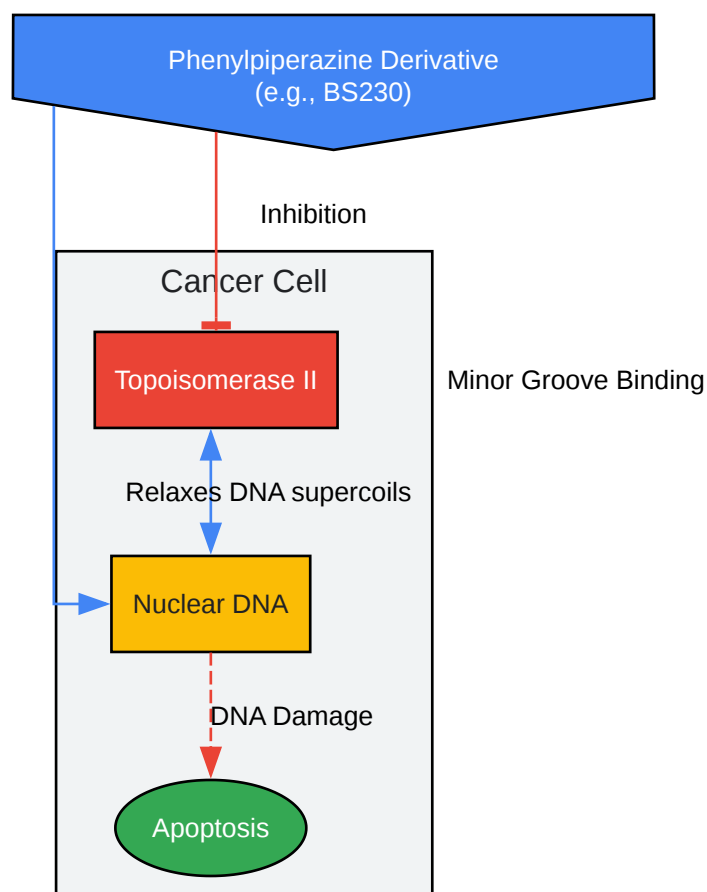 Phenylpiperazine Derivative
(e.g., BS230)
Inhibition
Cancer Cell
Topoisomerase II
Minor Groove Binding
Relaxes DNA supercoils
Nuclear DNA
DNA Damage
Apoptosis